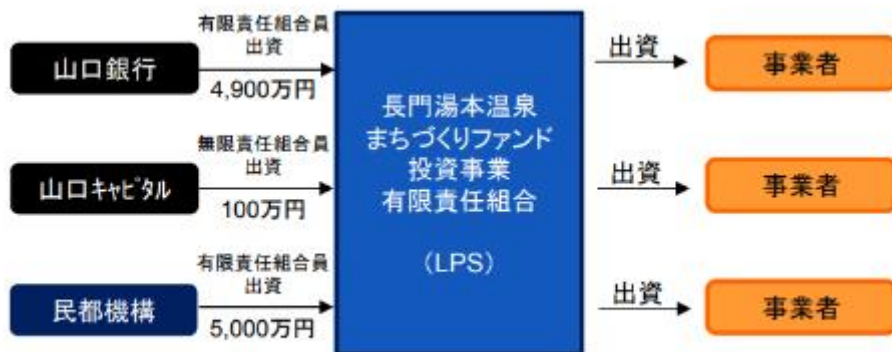 有限責任組合員
出資
山口銀行
4,900万円
無限責任組合員
出資
山口ｷｬﾋﾟﾀﾙ
100万円
有限責任組合員
出資
民都機構
5,000万円
長門湯本温泉
まちづくりファンド
投資事業
有限責任組合
（LPS）
出資
事業者
出資
事業者
出資
事業者